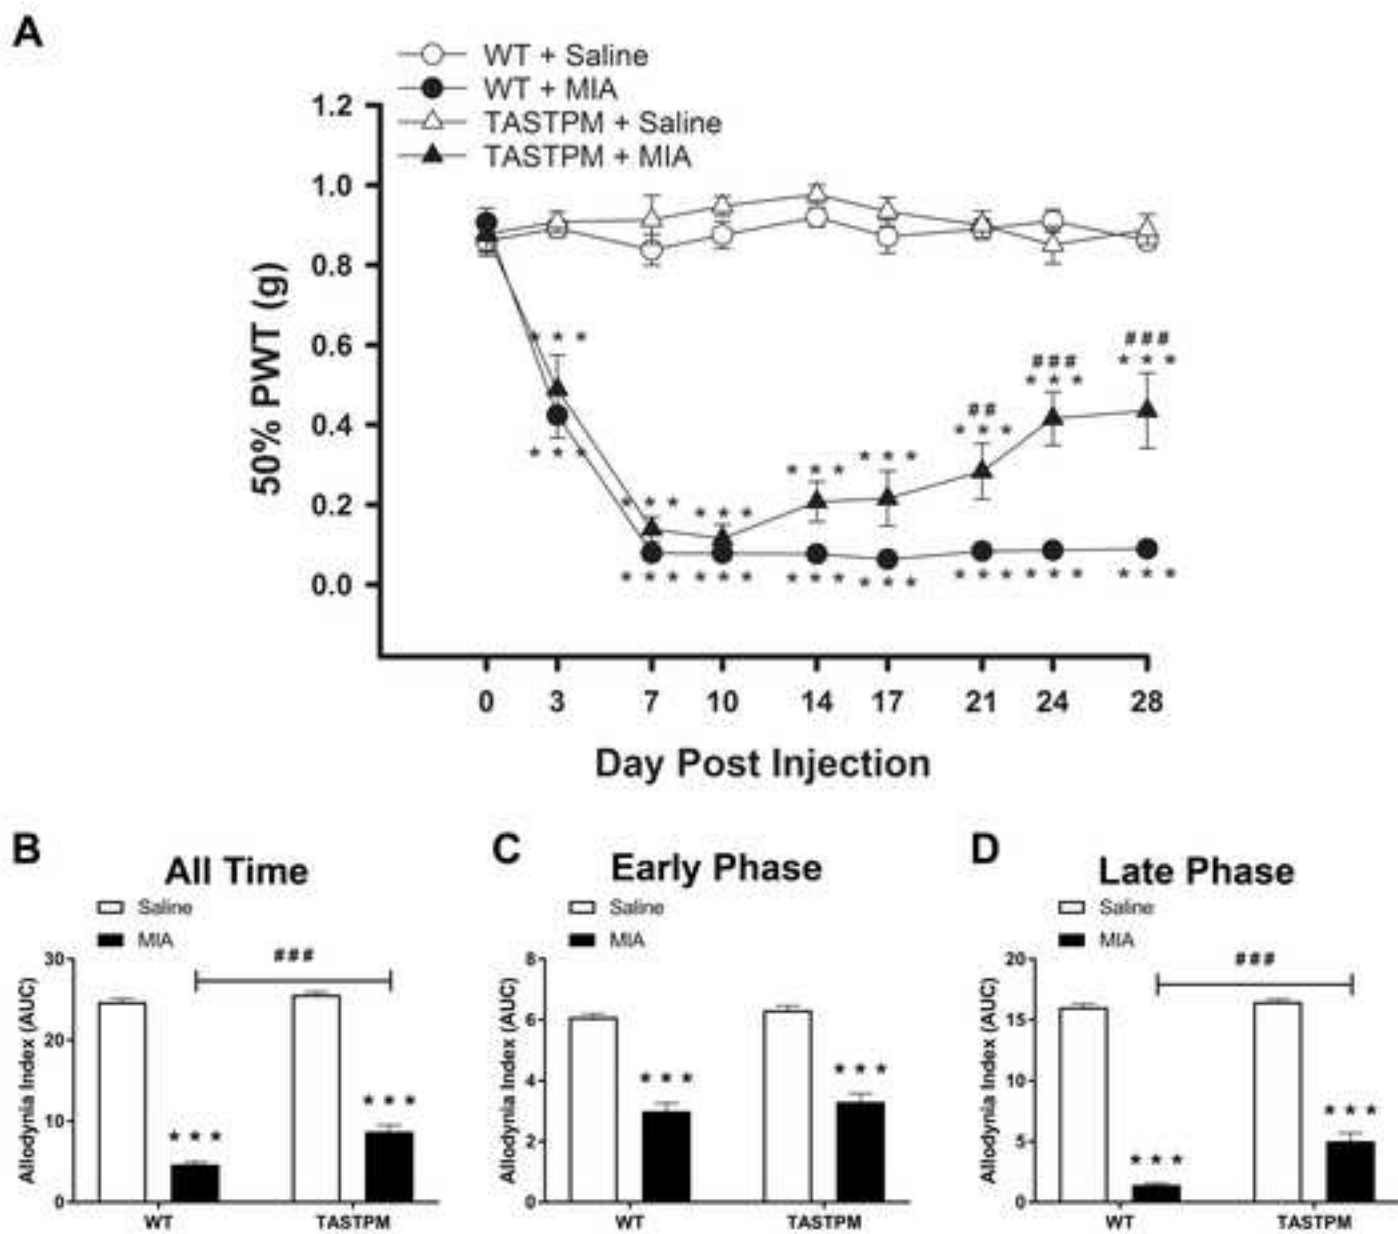 A
WT + Saline
WT + MIA
TASTPM + Saline
TASTPM + MIA
50% PWT (g)
1.2
1.0
0.8
0.6
0.4
0.2
0.0
* * *
* * *
* * *
* * *
* * *
* * *
##
* * *
###
* * *
###
* * *
* * *
* * *
* * *
* * *
* * *
* * *
* * *
* * *
0 3 7 10 14 17 21 24 28
Day Post Injection
B
All Time
Saline
MIA
Allodynia Index (AUC)
30
20
10
0
###
* * *
* * *
WT TASTPM
C
Early Phase
Saline
MIA
Allodynia Index (AUC)
8
6
4
2
0
* * *
* * *
WT TASTPM
D
Late Phase
Saline
MIA
Allodynia Index (AUC)
20
15
10
5
0
###
* * *
* * *
WT TASTPM